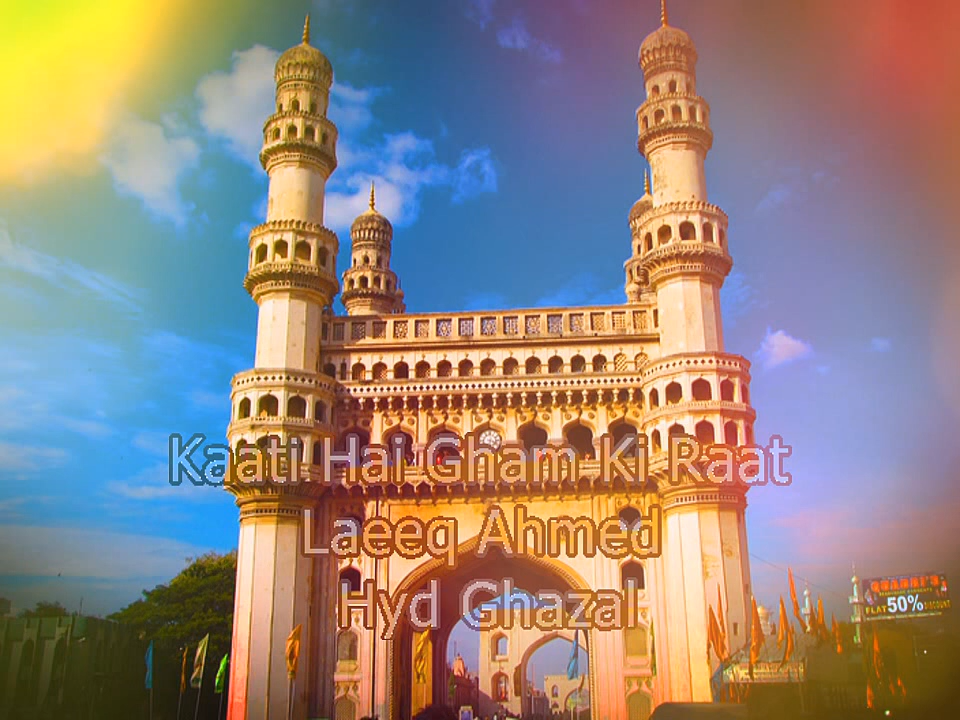 Kaati Hai Gham Ki Raat
Laeeq Ahmed
Hyd Ghazal
FLAT 50% DISCOUNT